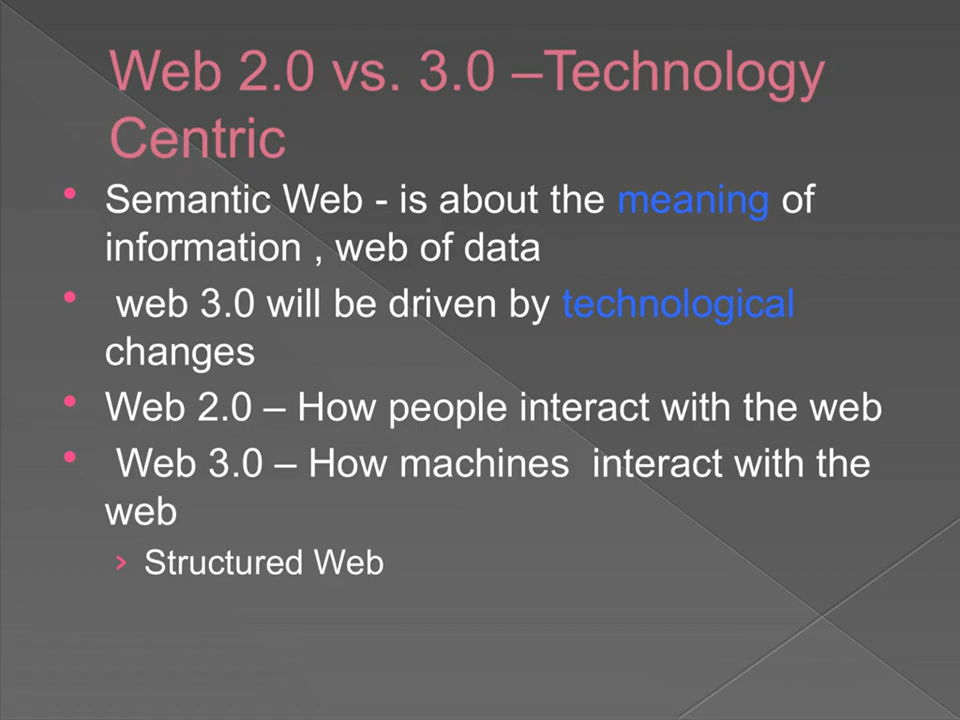 Web 2.0 vs. 3.0 –Technology
Centric
• Semantic Web - is about the meaning of
information , web of data
• web 3.0 will be driven by technological
changes
• Web 2.0 – How people interact with the web
• Web 3.0 – How machines  interact with the
web
› Structured Web